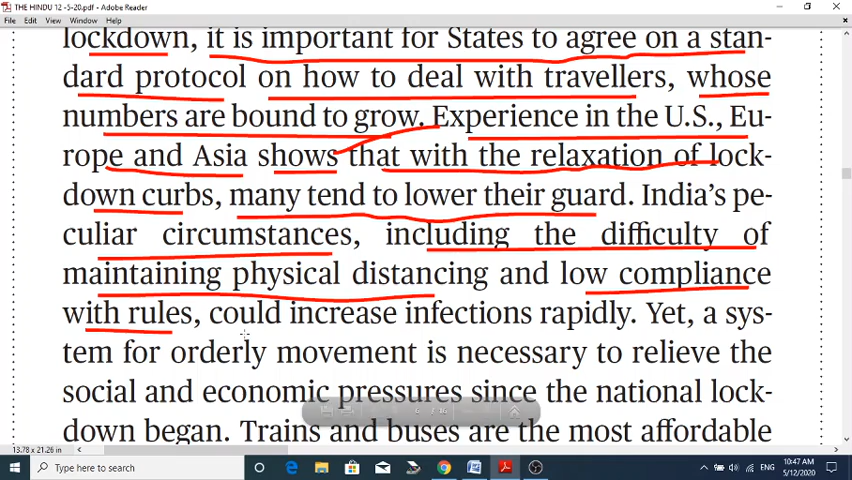 THE HINDU 12 -5-20.pdf - Adobe Reader
File Edit View Window Help
lockdown, it is important for States to agree on a stan-
dard protocol on how to deal with travellers, whose
numbers are bound to grow. Experience in the U.S., Eu-
rope and Asia shows that with the relaxation of lock-
down curbs, many tend to lower their guard. India's pe-
culiar circumstances, including the difficulty of
maintaining physical distancing and low compliance
with rules, could increase infections rapidly. Yet, a sys-
tem for orderly movement is necessary to relieve the
social and economic pressures since the national lock-
down began. Trains and buses are the most affordable
13.78 x 21.26 in
Type here to search
ENG
10:47 AM
5/12/2020